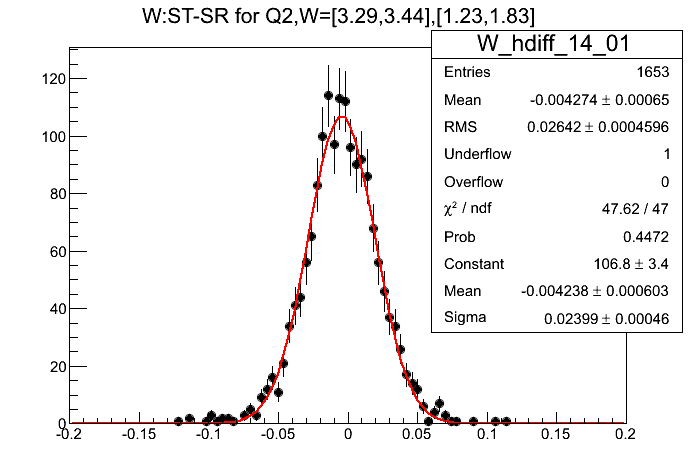 W:ST-SR for Q2,W=[3.29,3.44],[1.23,1.83]
W_hdiff_14_01
Entries 1653
Mean -0.004274 ± 0.00065
RMS 0.02642 ± 0.0004596
Underflow 1
Overflow 0
χ² / ndf 47.62 / 47
Prob 0.4472
Constant 106.8 ± 3.4
Mean -0.004238 ± 0.000603
Sigma 0.02399 ± 0.00046
120
100
80
60
40
20
0
-0.2 -0.15 -0.1 -0.05 0 0.05 0.1 0.15 0.2